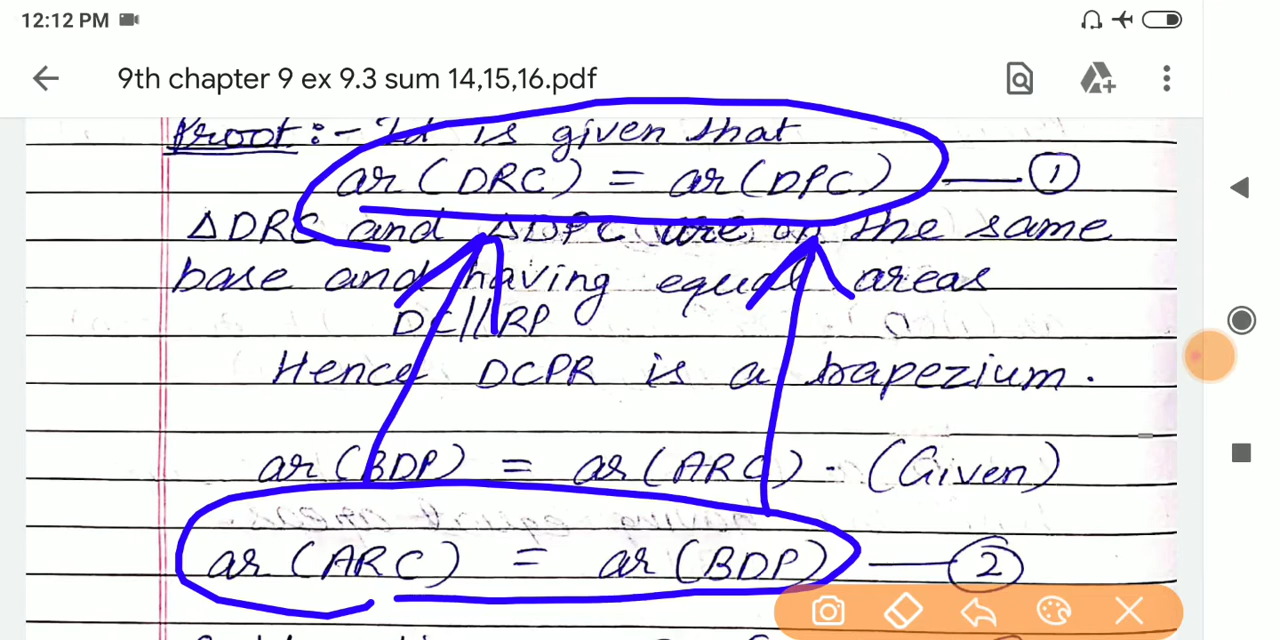 12:12 PM
9th chapter 9 ex 9.3 sum 14,15,16.pdf
Proof:- It is given that
ar (DRC) = ar (DPC) — ①
ΔDRC and ΔDPC are on the same
base and having equal areas
DC//RP
Hence DCPR is a trapezium.
ar (BDP) = ar (ARC) - (Given)
ar (ARC) = ar (BDP) — ②